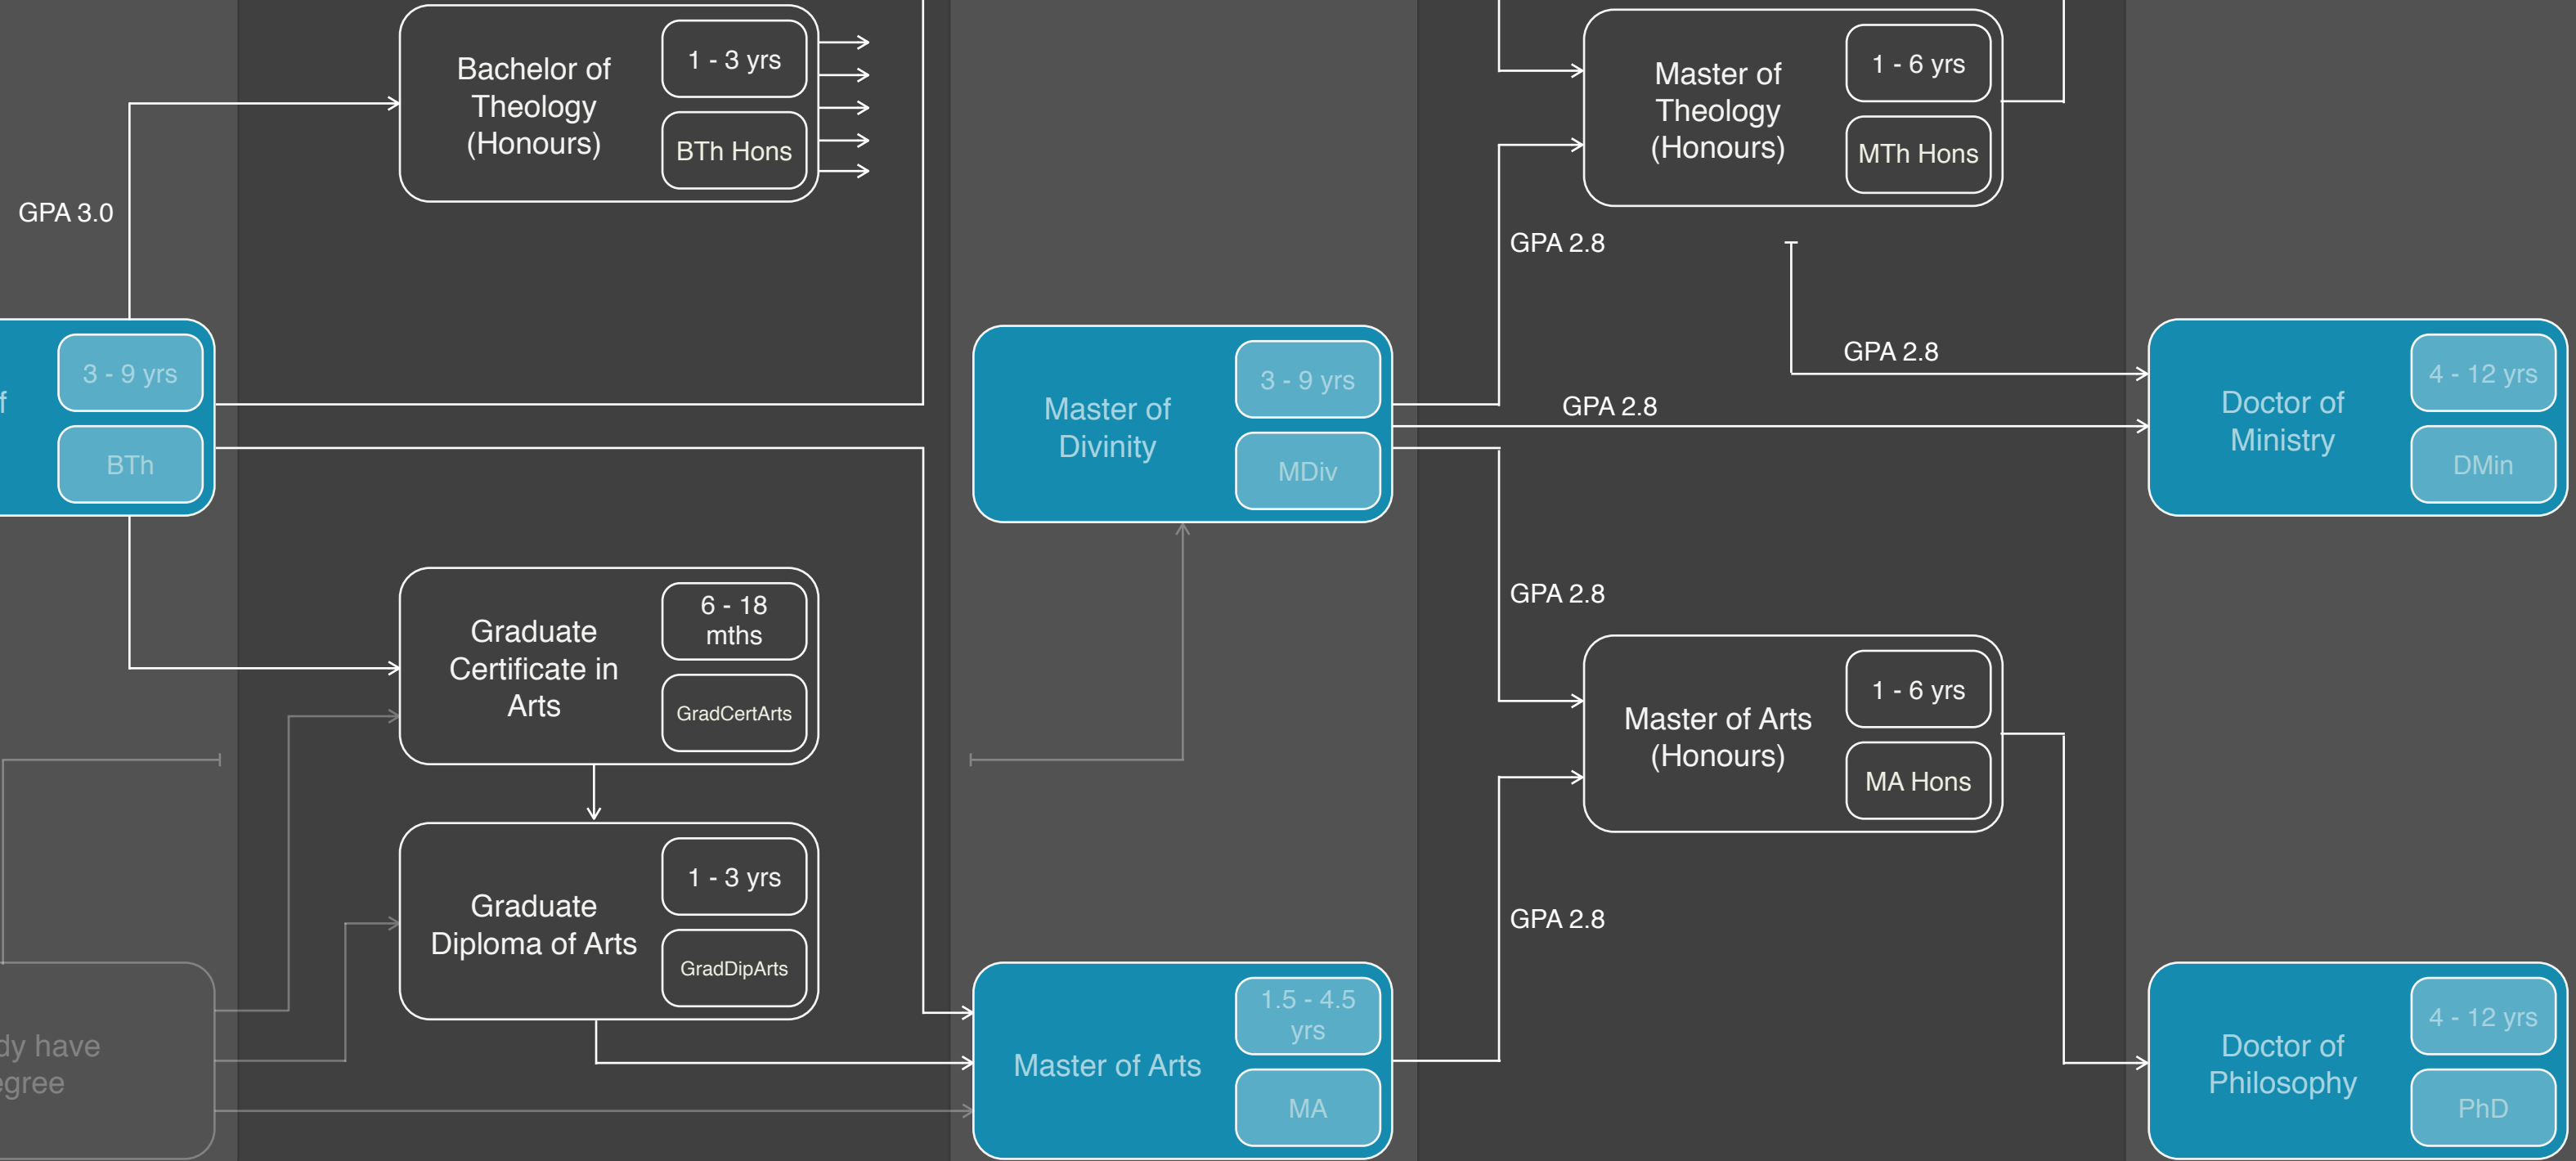 Bachelor of
Theology
(Honours)
1 - 3 yrs
BTh Hons
Master of
Theology
(Honours)
1 - 6 yrs
MTh Hons
GPA 3.0
GPA 2.8
GPA 2.8
GPA 2.8
f
3 - 9 yrs
BTh
Master of
Divinity
3 - 9 yrs
MDiv
Doctor of
Ministry
4 - 12 yrs
DMin
Graduate
Certificate in
Arts
6 - 18
mths
GradCertArts
GPA 2.8
Master of Arts
(Honours)
1 - 6 yrs
MA Hons
Graduate
Diploma of Arts
1 - 3 yrs
GradDipArts
GPA 2.8
dy have
egree
Master of Arts
1.5 - 4.5
yrs
MA
Doctor of
Philosophy
4 - 12 yrs
PhD